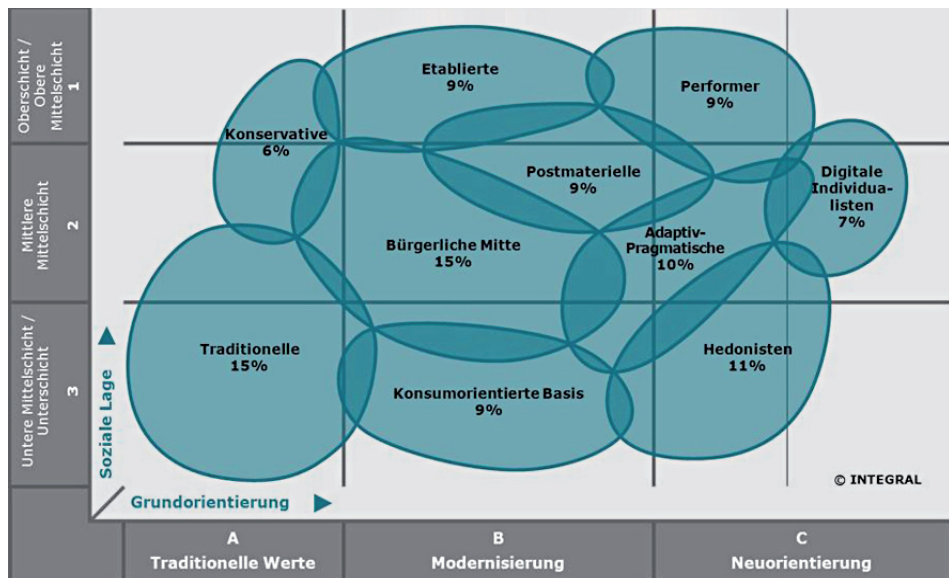 Oberschicht /
Obere
Mittelschicht
1
Etablierte
9%
Performer
9%
Konservative
6%
Mittlere
Mittelschicht
2
Postmaterielle
9%
Digitale
Individua-
listen
7%
Bürgerliche Mitte
15%
Adaptiv-
Pragmatische
10%
Untere Mittelschicht /
Unterschicht
3
Soziale Lage
Traditionelle
15%
Konsumorientierte Basis
9%
Hedonisten
11%
© INTEGRAL
Grundorientierung
A
Traditionelle Werte
B
Modernisierung
C
Neuorientierung